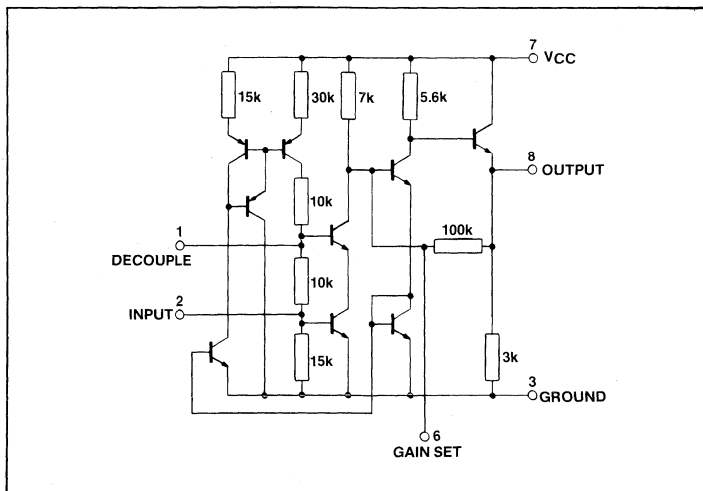 7
VCC
15k
30k
7k
5.6k
8
OUTPUT
10k
1
DECOUPLE
100k
10k
2
INPUT
15k
3k
3
GROUND
6
GAIN SET